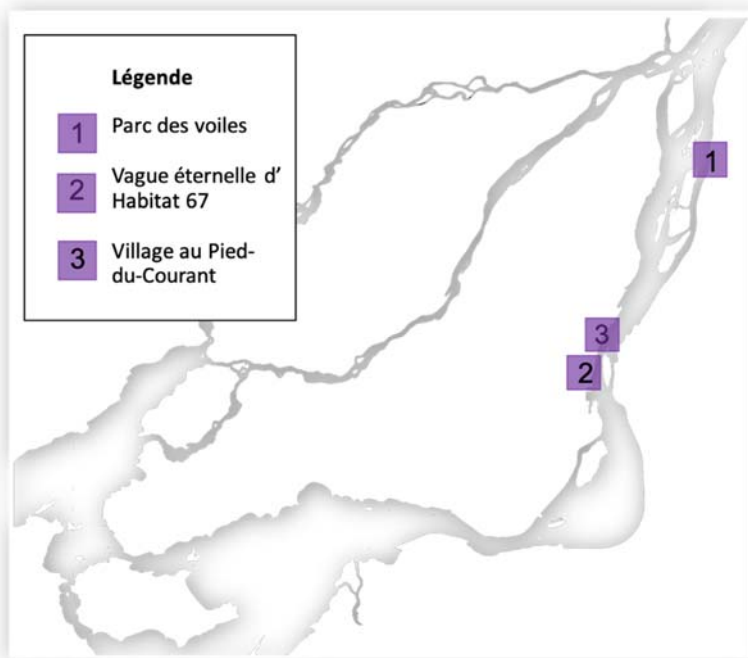 Légende
1 Parc des voiles
2 Vague éternelle d'
Habitat 67
3 Village au Pied-
du-Courant
1
3
2